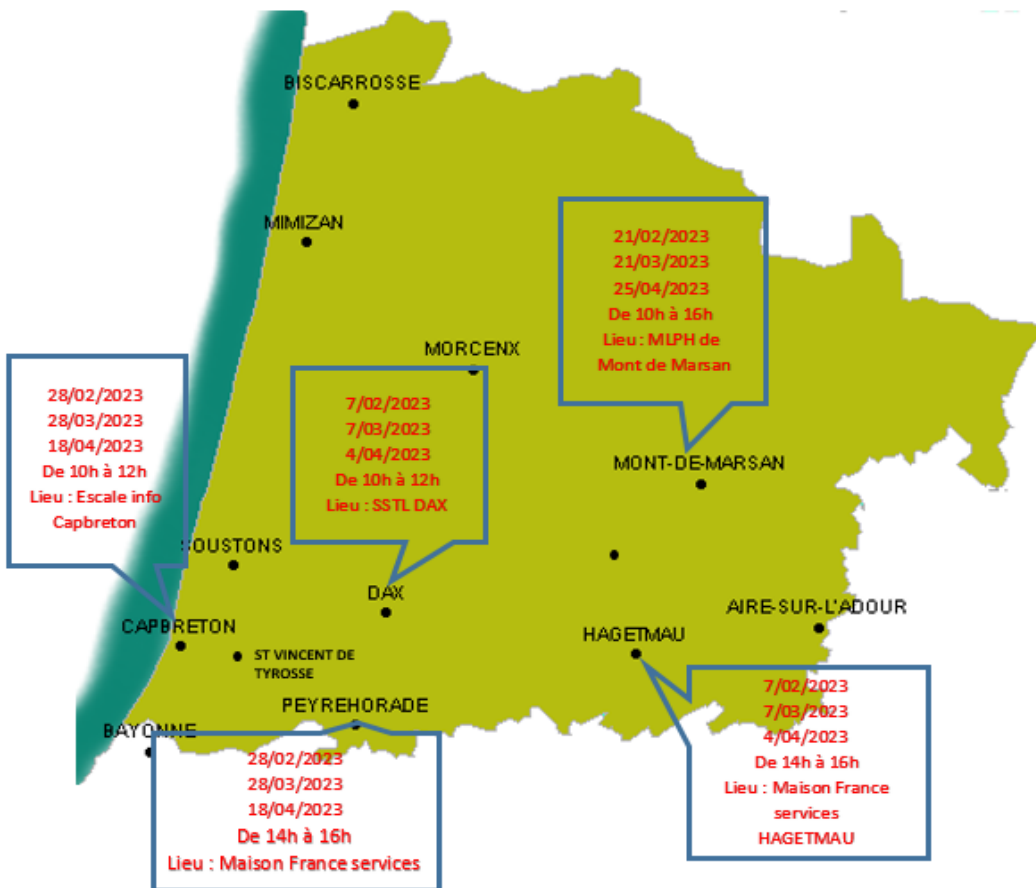 BISCARROSSE
MIMIZAN
21/02/2023
21/03/2023
25/04/2023
De 10h à 16h
Lieu : MLPH de
Mont de Marsan
MORCENX
28/02/2023
28/03/2023
18/04/2023
De 10h à 12h
Lieu : Escale info
Capbreton
7/02/2023
7/03/2023
4/04/2023
De 10h à 12h
Lieu : SSTL DAX
MONT-DE-MARSAN
SOUSTONS
DAX
AIRE-SUR-L'ADOUR
CAPBRETON
HAGETMAU
ST VINCENT DE
TYROSSE
PEYREHORADE
BAYONNE
7/02/2023
7/03/2023
4/04/2023
De 14h à 16h
Lieu : Maison France
services
HAGETMAU
28/02/2023
28/03/2023
18/04/2023
De 14h à 16h
Lieu : Maison France services